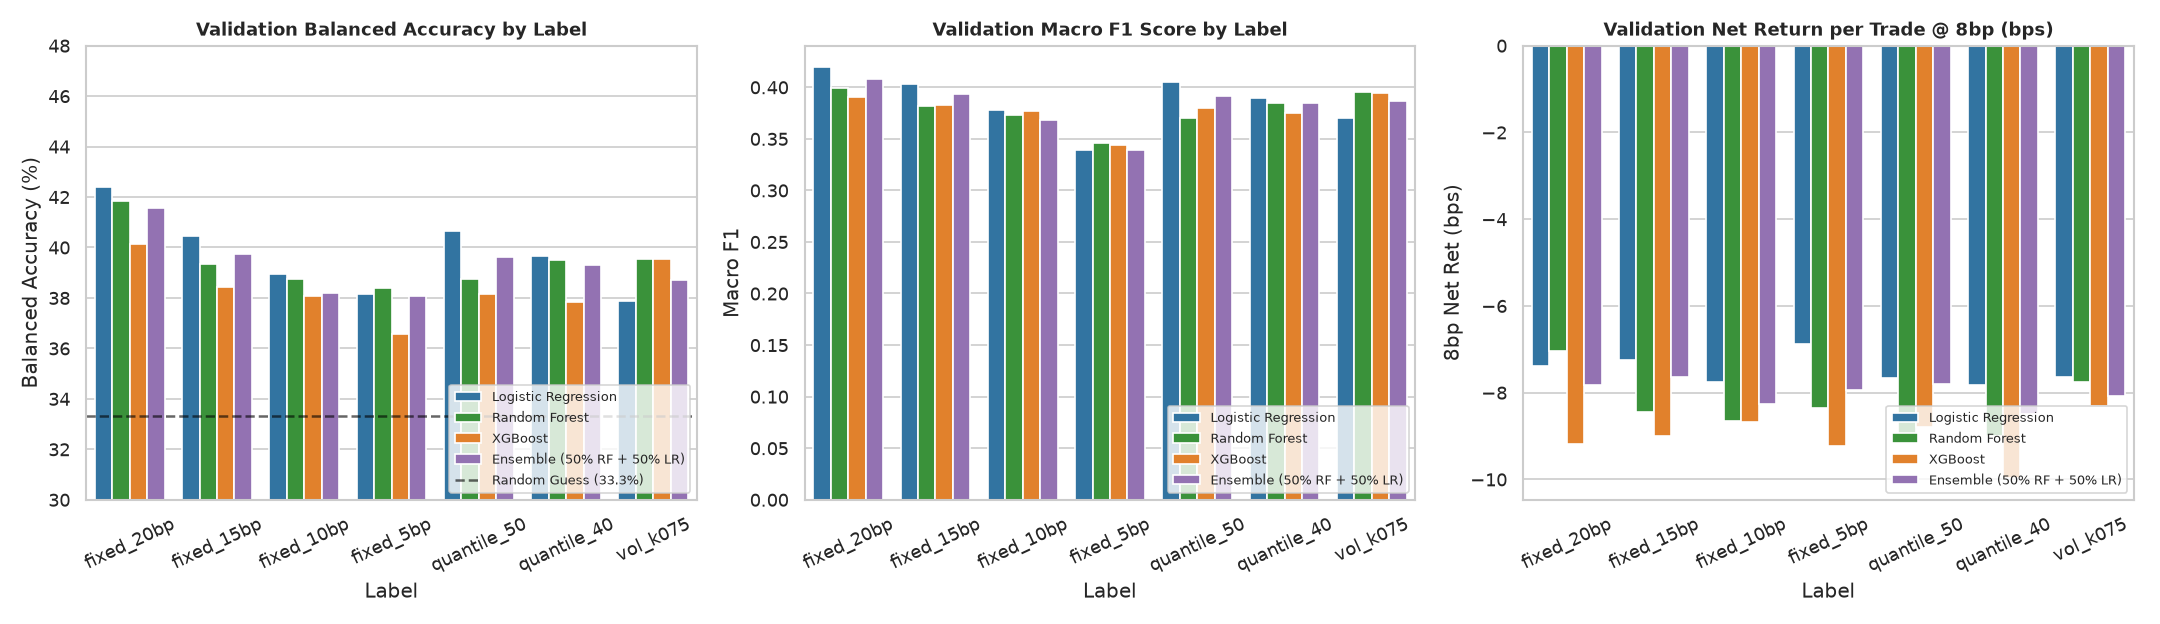 Validation Balanced Accuracy by Label
Balanced Accuracy (%)
48
46
44
42
40
38
36
34
32
30
Logistic Regression
Random Forest
XGBoost
Ensemble (50% RF + 50% LR)
Random Guess (33.3%)
fixed_20bp
fixed_15bp
fixed_10bp
fixed_5bp
quantile_50
quantile_40
vol_k075
Label
Validation Macro F1 Score by Label
Macro F1
0.40
0.35
0.30
0.25
0.20
0.15
0.10
0.05
0.00
Logistic Regression
Random Forest
XGBoost
Ensemble (50% RF + 50% LR)
fixed_20bp
fixed_15bp
fixed_10bp
fixed_5bp
quantile_50
quantile_40
vol_k075
Label
Validation Net Return per Trade @ 8bp (bps)
8bp Net Ret (bps)
0
−2
−4
−6
−8
−10
Logistic Regression
Random Forest
XGBoost
Ensemble (50% RF + 50% LR)
fixed_20bp
fixed_15bp
fixed_10bp
fixed_5bp
quantile_50
quantile_40
vol_k075
Label